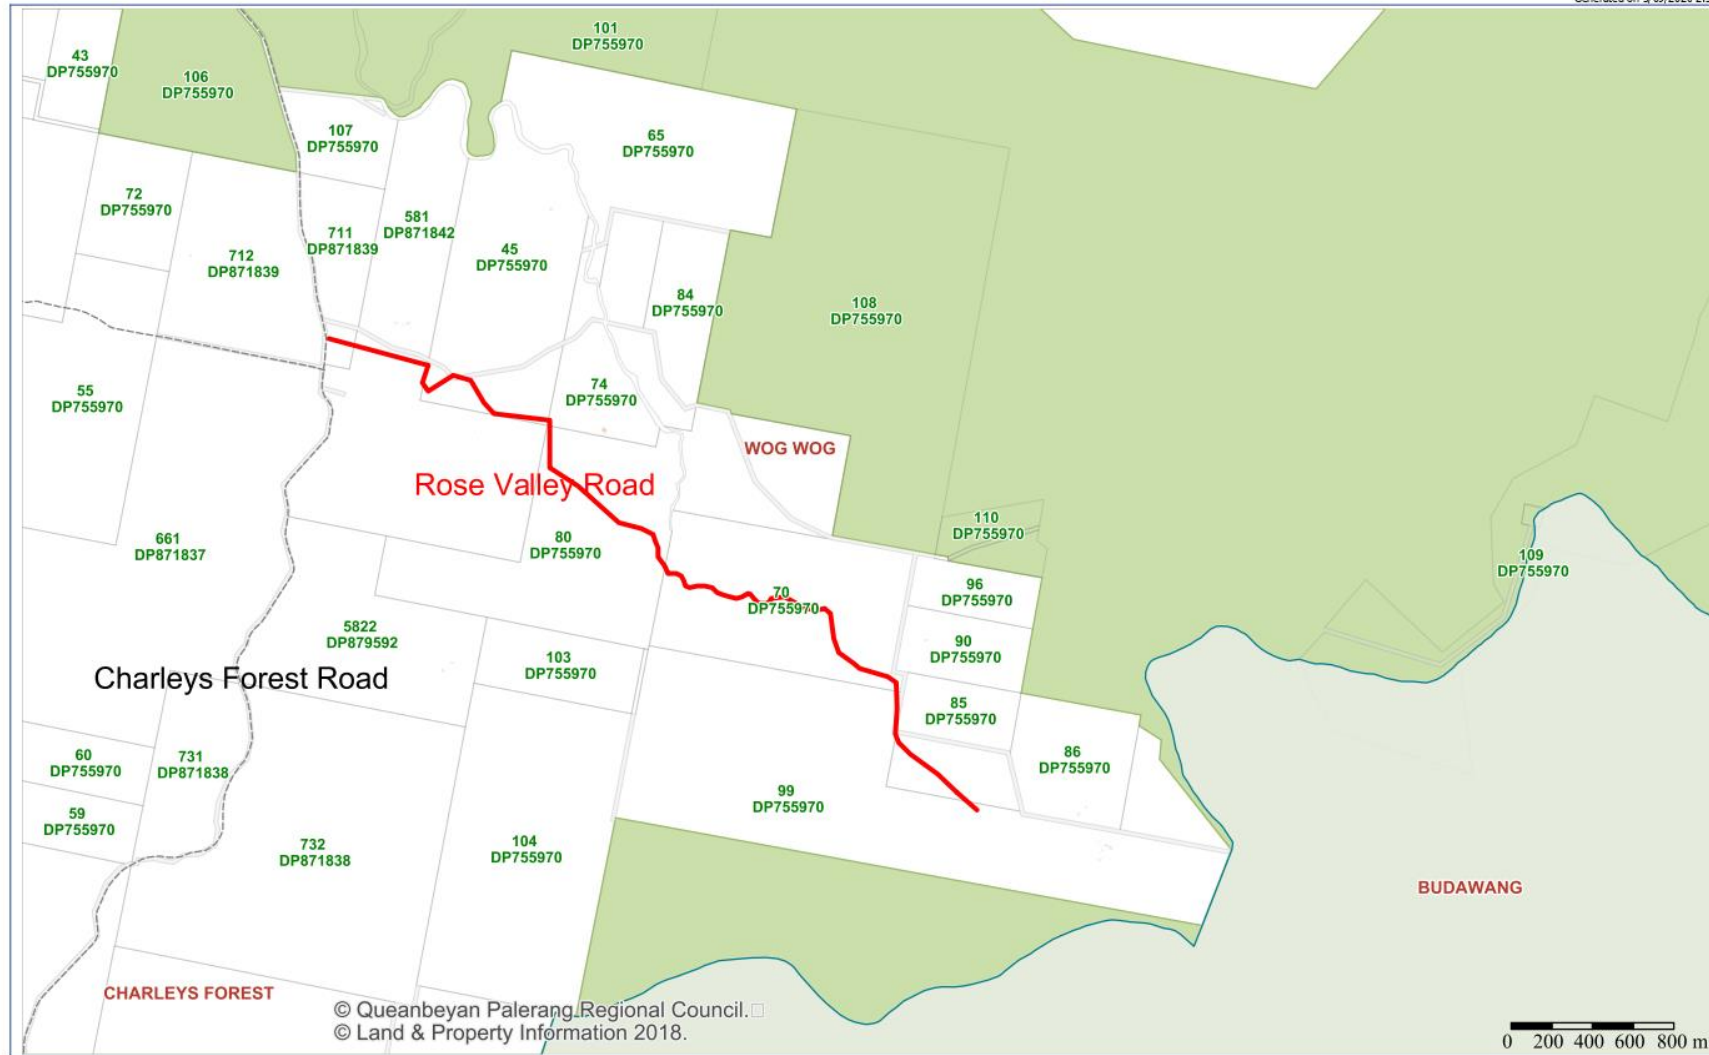 101
DP755970
43
DP755970
106
DP755970
107
DP755970
65
DP755970
72
DP755970
581
DP871842
711
DP871839
712
DP871839
45
DP755970
84
DP755970
108
DP755970
55
DP755970
74
DP755970
WOG WOG
Rose Valley Road
110
DP755970
661
DP871837
80
DP755970
109
DP755970
70
DP755970
96
DP755970
5822
DP879592
90
DP755970
103
DP755970
Charleys Forest Road
85
DP755970
60
DP755970
731
DP871838
86
DP755970
99
DP755970
59
DP755970
732
DP871838
104
DP755970
BUDAWANG
CHARLEYS FOREST
© Queanbeyan Palerang Regional Council.
© Land & Property Information 2018.
0 200 400 600 800 m